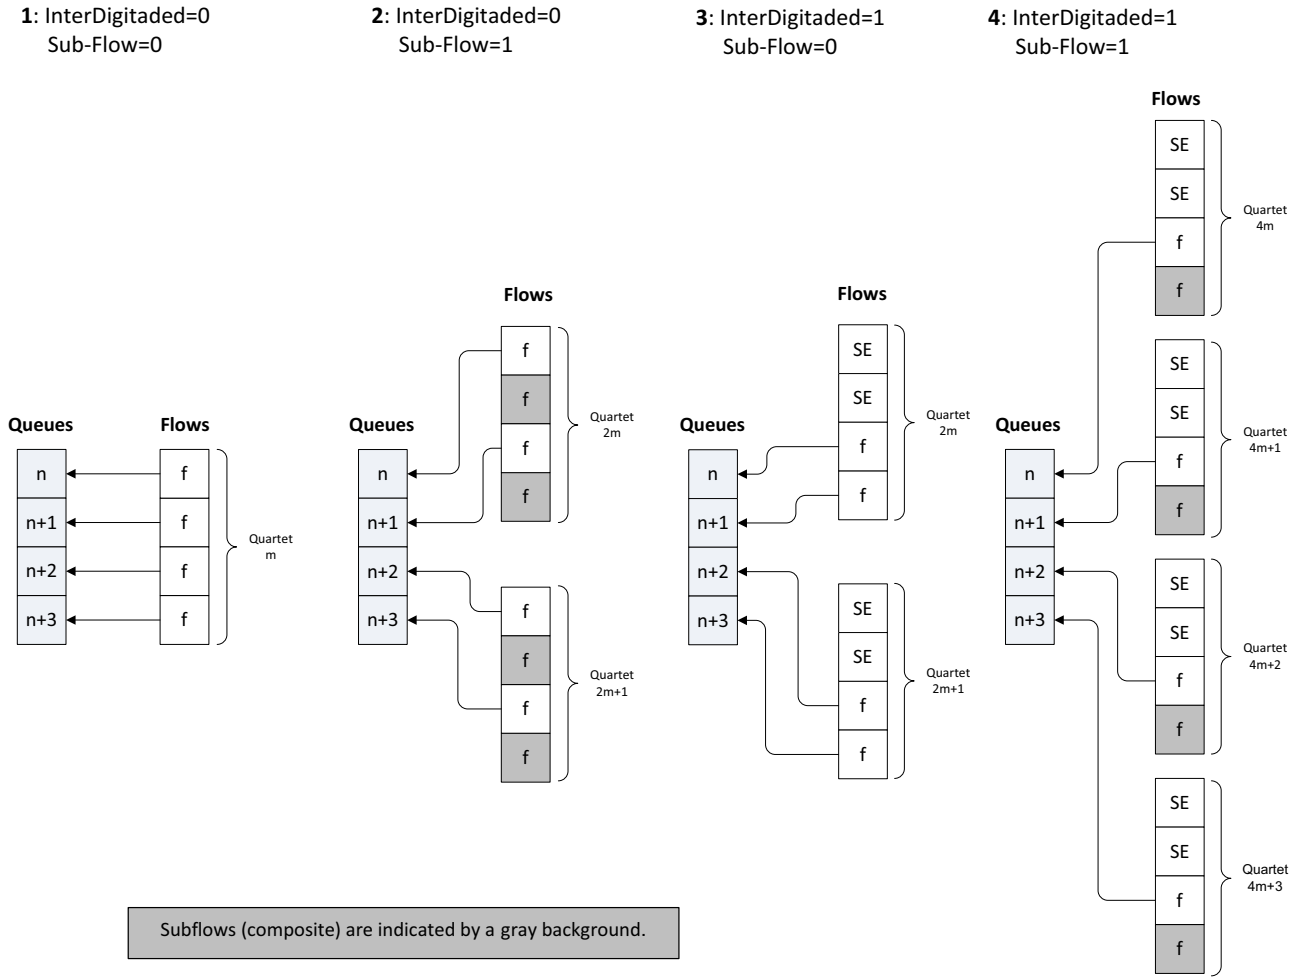 1: InterDigitaded=0
Sub-Flow=0
2: InterDigitaded=0
Sub-Flow=1
3: InterDigitaded=1
Sub-Flow=0
4: InterDigitaded=1
Sub-Flow=1
Queues
Flows
n
n+1
n+2
n+3
f
f
f
f
Quartet
m
Queues
n
n+1
n+2
n+3
Flows
f
f
f
f
Quartet
2m
f
f
f
f
Quartet
2m+1
Queues
n
n+1
n+2
n+3
Flows
SE
SE
f
f
Quartet
2m
SE
SE
f
f
Quartet
2m+1
Queues
n
n+1
n+2
n+3
Flows
SE
SE
f
f
Quartet
4m
SE
SE
f
f
Quartet
4m+1
SE
SE
f
f
Quartet
4m+2
SE
SE
f
f
Quartet
4m+3
Subflows (composite) are indicated by a gray background.